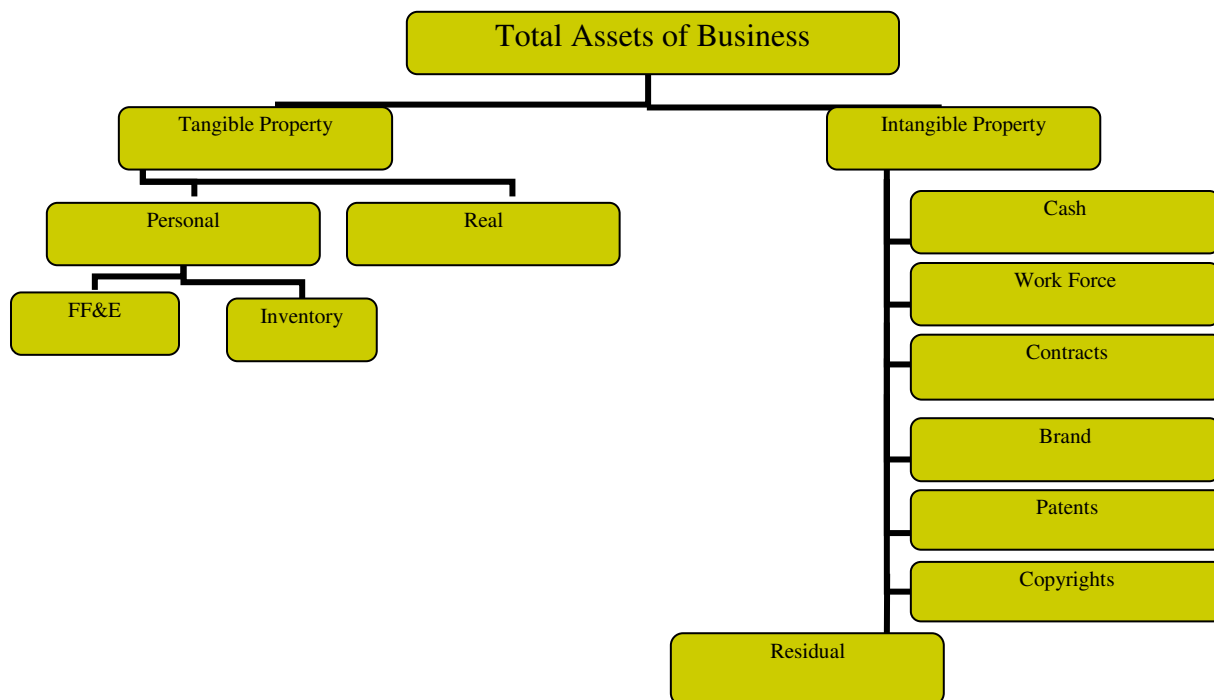 Total Assets of Business
Tangible Property
Intangible Property
Personal
Real
FF&E
Inventory
Cash
Work Force
Contracts
Brand
Patents
Copyrights
Residual